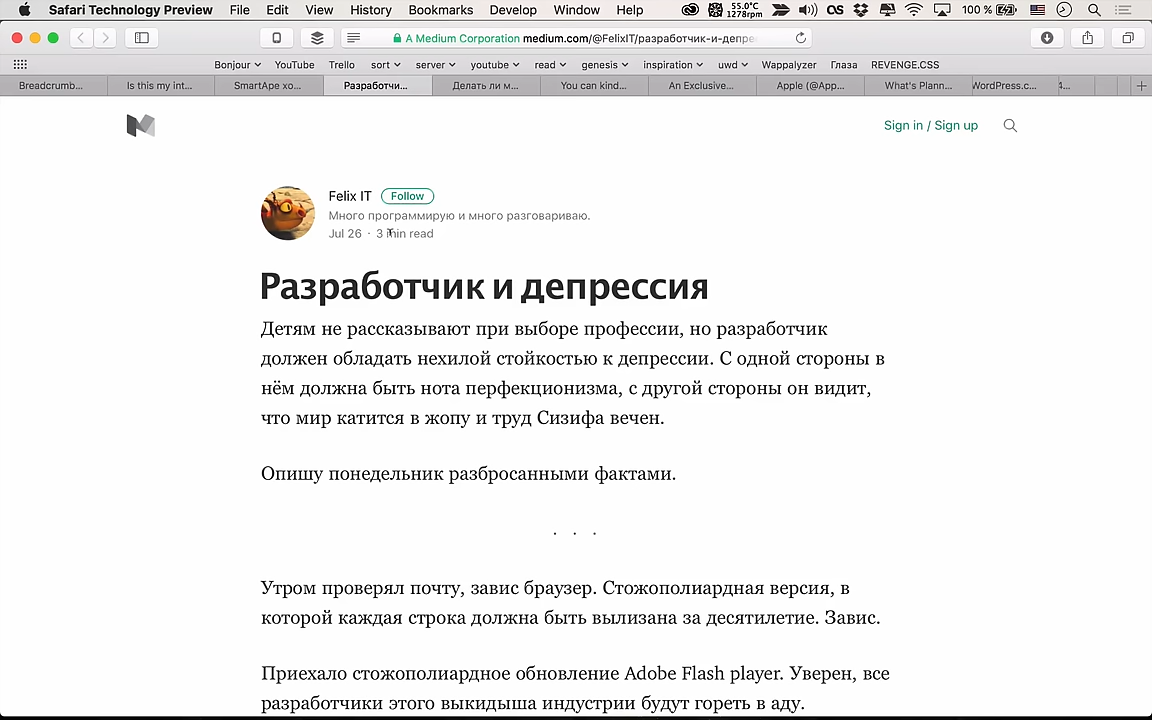 Safari Technology Preview File Edit View History Bookmarks Develop Window Help 55.0°C 1278rpm 100 %
A Medium Corporation medium.com/@FelixIT/разработчик-и-депре
Bonjour YouTube Trello sort server youtube read genesis inspiration uwd Wappalyzer Глаза REVENGE.CSS
Breadcrumb... Is this my int... SmartApe хо... Разработчи... Делать ли м... You can kind... An Exclusive... Apple (@App... What's Plann... WordPress.c... 4...
Sign in / Sign up
Felix IT Follow
Много программирую и много разговариваю.
Jul 26 · 3 min read
Разработчик и депрессия
Детям не рассказывают при выборе профессии, но разработчик
должен обладать нехилой стойкостью к депрессии. С одной стороны в
нём должна быть нота перфекционизма, с другой стороны он видит,
что мир катится в жопу и труд Сизифа вечен.
Опишу понедельник разбросанными фактами.
. . .
Утром проверял почту, завис браузер. Стожополиардная версия, в
которой каждая строка должна быть вылизана за десятилетие. Завис.
Приехало стожополиардное обновление Adobe Flash player. Уверен, все
разработчики этого выкидыша индустрии будут гореть в аду.